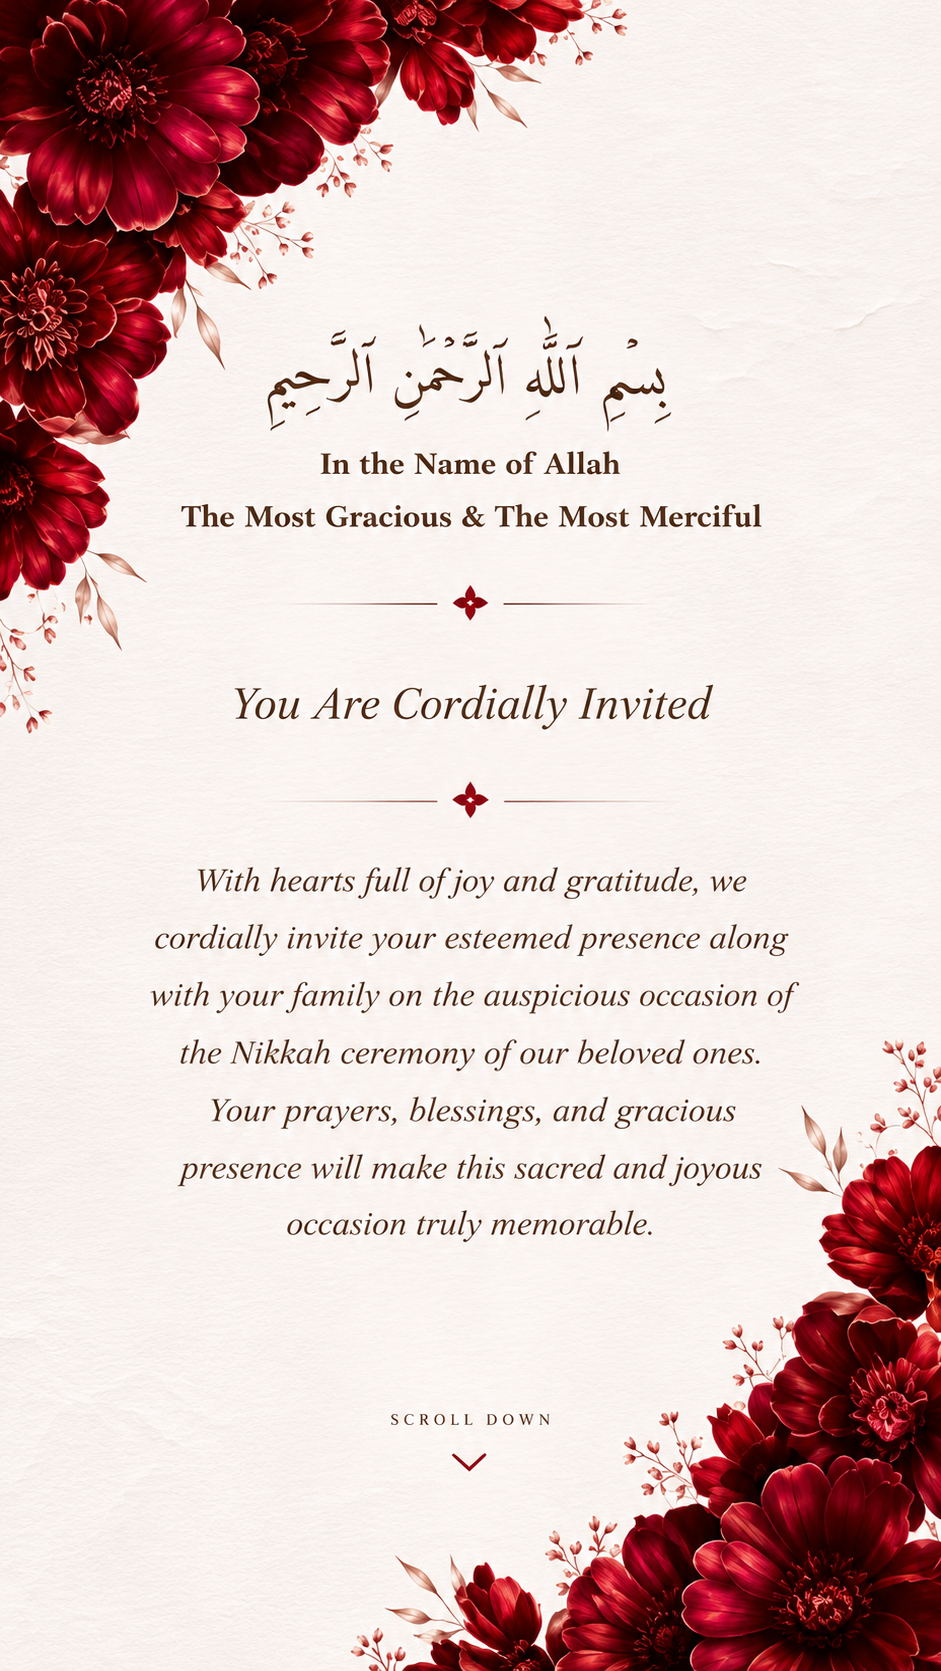 بِسْمِ ٱللَّهِ ٱلرَّحْمَٰنِ ٱلرَّحِيمِ
In the Name of Allah
The Most Gracious & The Most Merciful
You Are Cordially Invited
With hearts full of joy and gratitude, we
cordially invite your esteemed presence along
with your family on the auspicious occasion of
the Nikkah ceremony of our beloved ones.
Your prayers, blessings, and gracious
presence will make this sacred and joyous
occasion truly memorable.
SCROLL DOWN